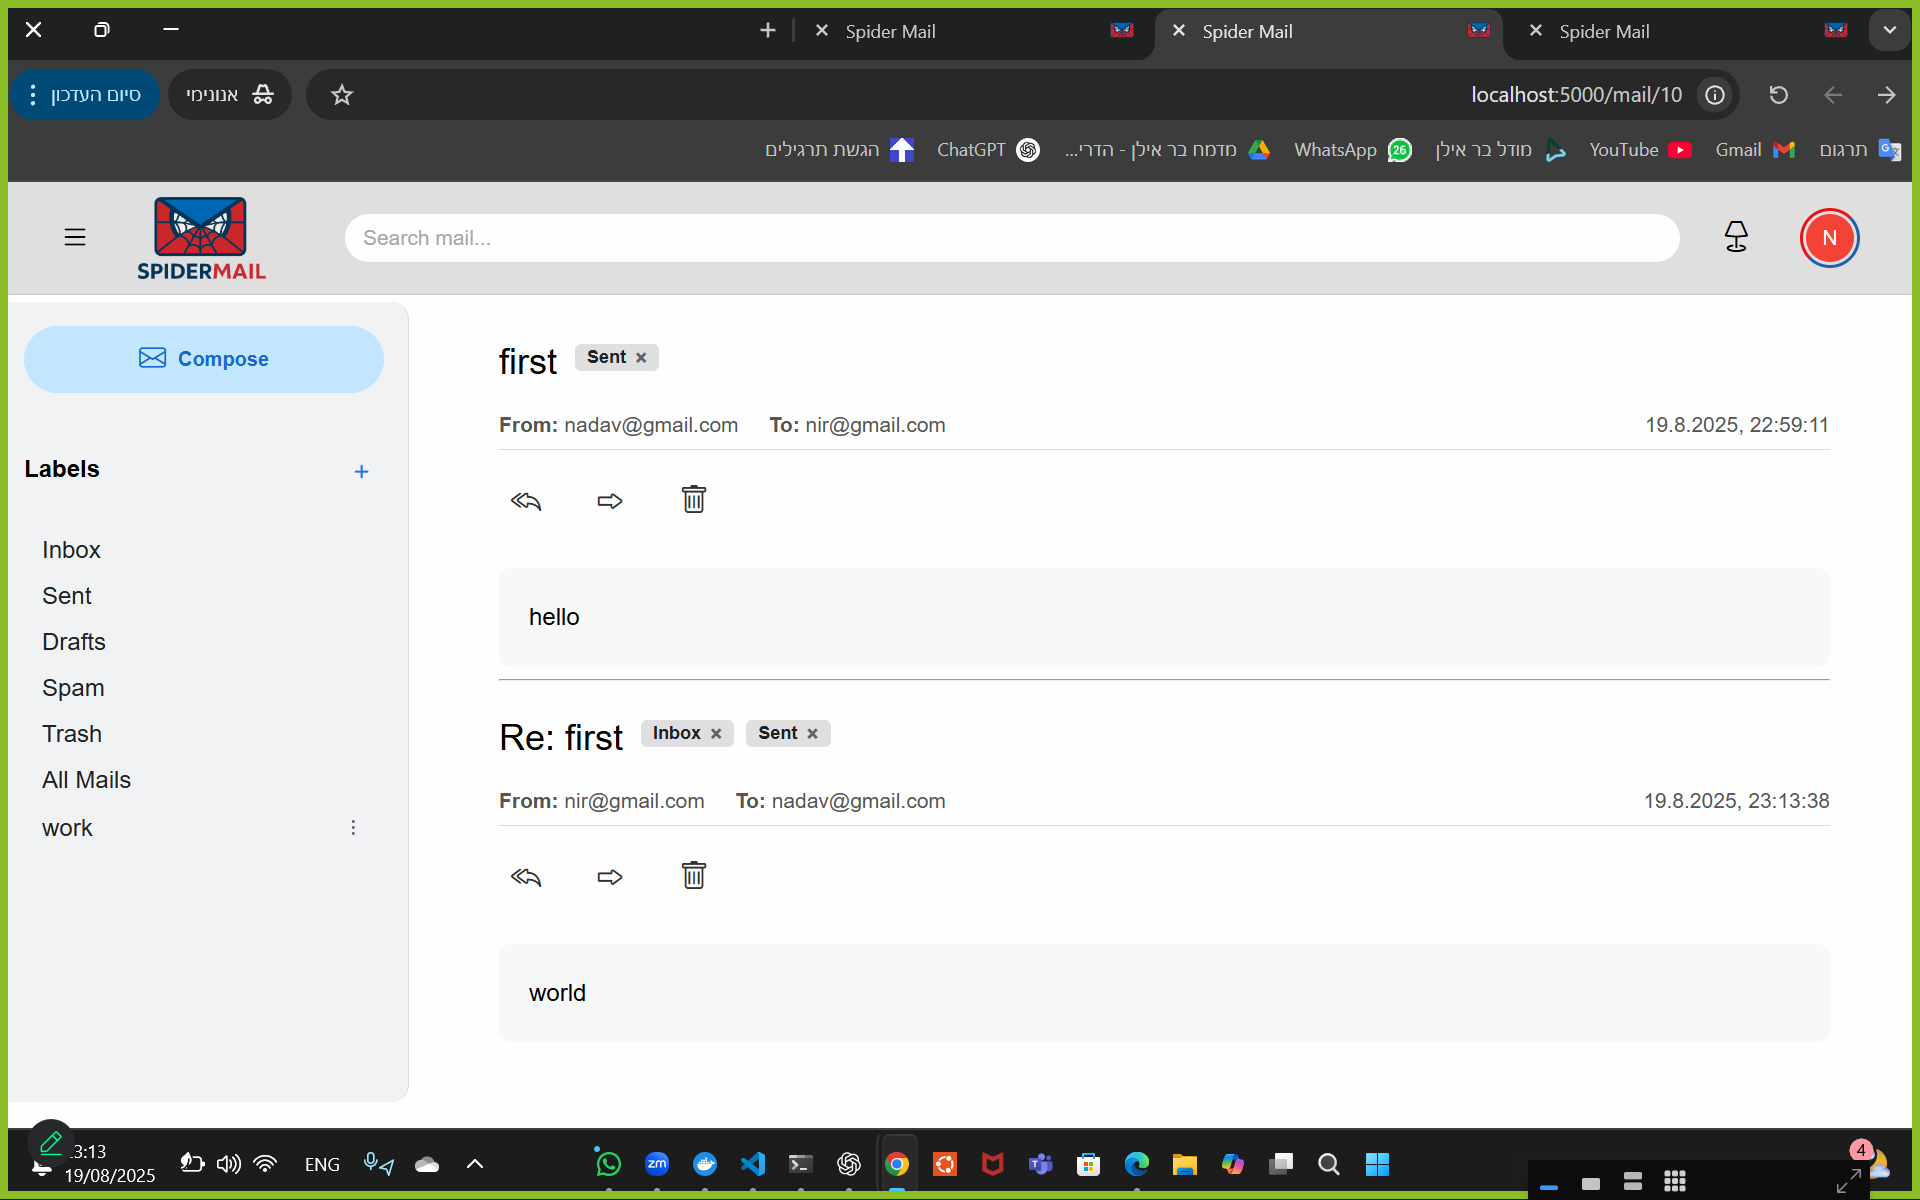 Spider Mail
Spider Mail
Spider Mail
סיום העדכון
אנונימי
localhost:5000/mail/10
הגשת תרגילים
ChatGPT
מדמח בר אילן - הדרי...
WhatsApp
26
מודל בר אילן
YouTube
Gmail
תרגום
SPIDERMAIL
Search mail...
N
Compose
Labels
+
Inbox
Sent
Drafts
Spam
Trash
All Mails
work
first Sent ×
From: nadav@gmail.com To: nir@gmail.com 19.8.2025, 22:59:11
hello
Re: first Inbox × Sent ×
From: nir@gmail.com To: nadav@gmail.com 19.8.2025, 23:13:38
world
3:13
19/08/2025
ENG
zm
4